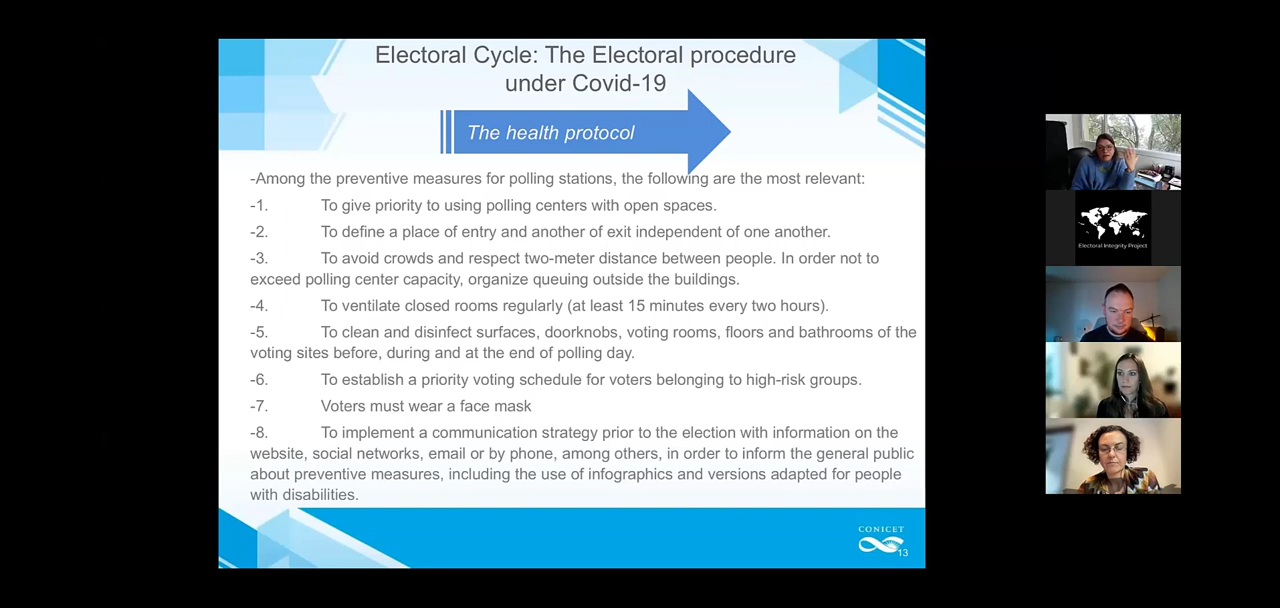 Electoral Cycle: The Electoral procedure
under Covid-19
The health protocol
-Among the preventive measures for polling stations, the following are the most relevant:
-1. To give priority to using polling centers with open spaces.
-2. To define a place of entry and another of exit independent of one another.
-3. To avoid crowds and respect two-meter distance between people. In order not to
exceed polling center capacity, organize queuing outside the buildings.
-4. To ventilate closed rooms regularly (at least 15 minutes every two hours).
-5. To clean and disinfect surfaces, doorknobs, voting rooms, floors and bathrooms of the
voting sites before, during and at the end of polling day.
-6. To establish a priority voting schedule for voters belonging to high-risk groups.
-7. Voters must wear a face mask
-8. To implement a communication strategy prior to the election with information on the
website, social networks, email or by phone, among others, in order to inform the general public
about preventive measures, including the use of infographics and versions adapted for people
with disabilities.
CONICET
13
Electoral Integrity Project